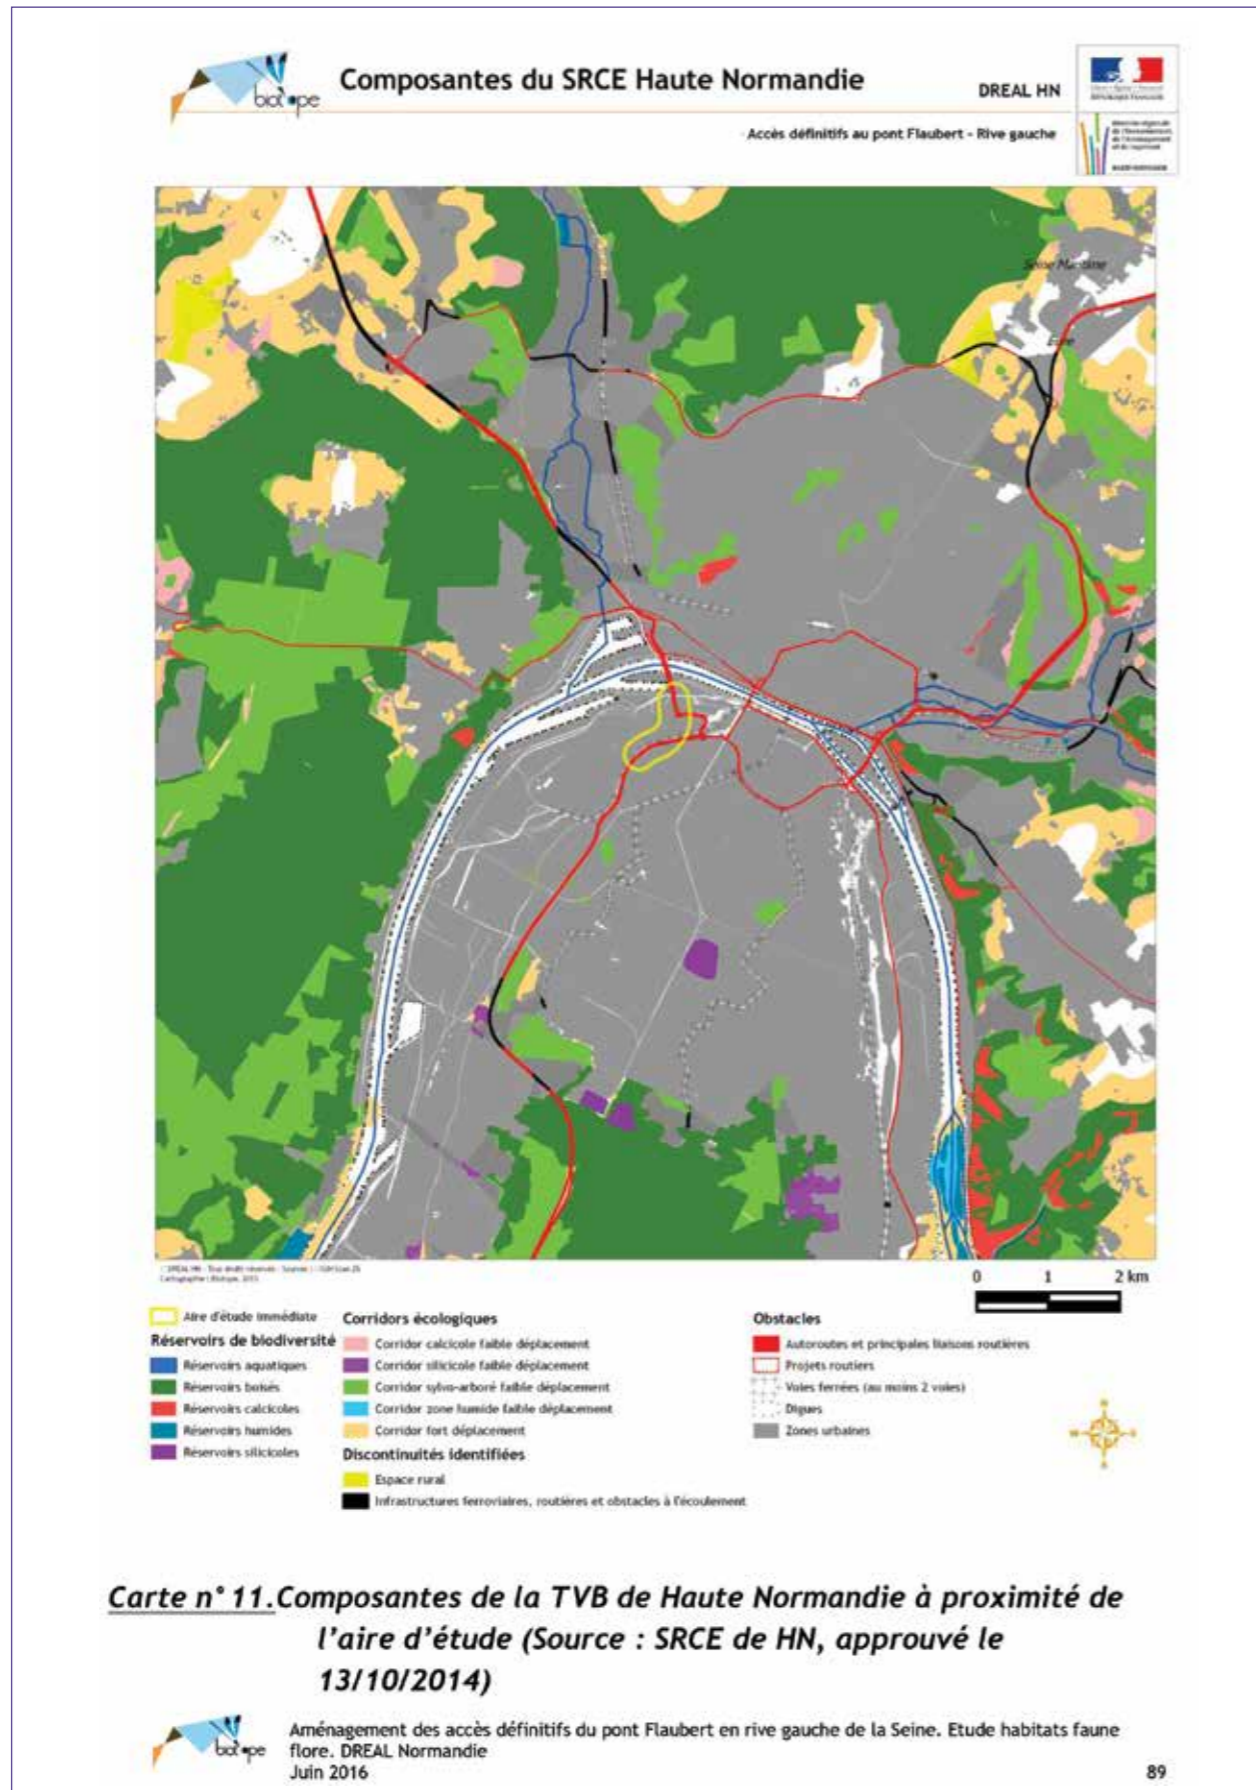 biotope
Composantes du SRCE Haute Normandie
DREAL HN
Accès définitifs au pont Flaubert - Rive gauche
RÉPUBLIQUE FRANÇAISE
Seine Maritime
Eure
Cartographie : Biotope, 2015
0 1 2 km
Aire d'étude immédiate
Réservoirs de biodiversité
Réservoirs aquatiques
Réservoirs boisés
Réservoirs calcicoles
Réservoirs humides
Réservoirs silicicoles
Corridors écologiques
Corridor calcicole faible déplacement
Corridor silicicole faible déplacement
Corridor sylvo-arboré faible déplacement
Corridor zone humide faible déplacement
Corridor fort déplacement
Discontinuités identifiées
Espace rural
Infrastructures ferroviaires, routières et obstacles à l'écoulement
Obstacles
Autoroutes et principales liaisons routières
Projets routiers
Voies ferrées (au moins 2 voies)
Digues
Zones urbaines
Carte n° 11.Composantes de la TVB de Haute Normandie à proximité de
l'aire d'étude (Source : SRCE de HN, approuvé le
13/10/2014)
biotope
Aménagement des accès définitifs du pont Flaubert en rive gauche de la Seine. Etude habitats faune
flore. DREAL Normandie
Juin 2016
89